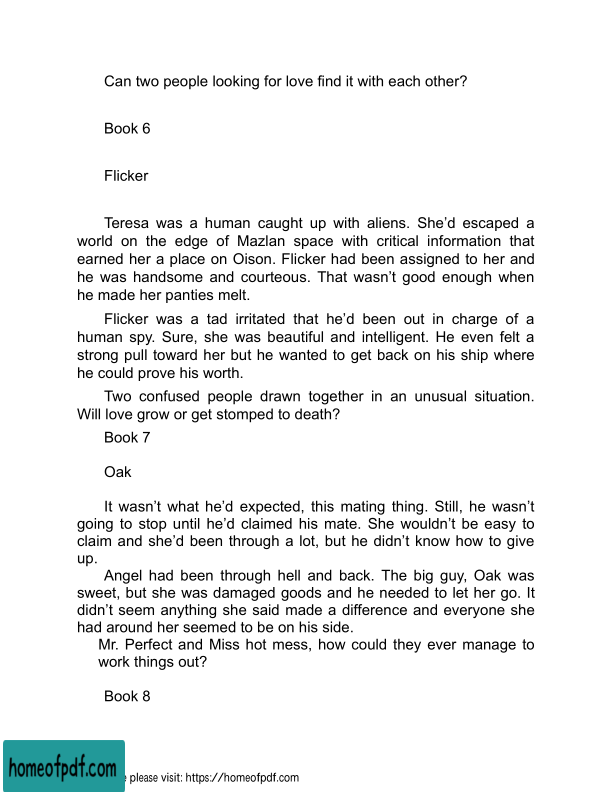 Can two people looking for love find it with each other?
Book 6
Flicker
Teresa was a human caught up with aliens. She’d escaped a
world on the edge of Mazlan space with critical information that
earned her a place on Oison. Flicker had been assigned to her and
he was handsome and courteous. That wasn’t good enough when
he made her panties melt.
Flicker was a tad irritated that he’d been out in charge of a
human spy. Sure, she was beautiful and intelligent. He even felt a
strong pull toward her but he wanted to get back on his ship where
he could prove his worth.
Two confused people drawn together in an unusual situation.
Will love grow or get stomped to death?
Book 7
Oak
It wasn’t what he’d expected, this mating thing. Still, he wasn’t
going to stop until he’d claimed his mate. She wouldn’t be easy to
claim and she’d been through a lot, but he didn’t know how to give
up.
Angel had been through hell and back. The big guy, Oak was
sweet, but she was damaged goods and he needed to let her go. It
didn’t seem anything she said made a difference and everyone she
had around her seemed to be on his side.
Mr. Perfect and Miss hot mess, how could they ever manage to
work things out?
Book 8
homeofpdf.com
please visit: https://homeofpdf.com